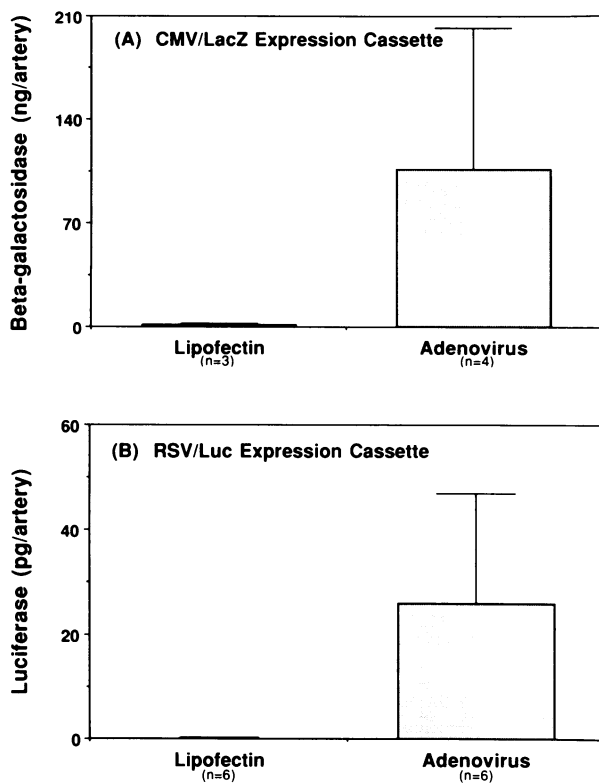 (A) CMV/LacZ Expression Cassette
Beta-galactosidase (ng/artery)
210
140
70
0
Lipofectin
(n=3)
Adenovirus
(n=4)
(B) RSV/Luc Expression Cassette
Luciferase (pg/artery)
60
40
20
0
Lipofectin
(n=6)
Adenovirus
(n=6)